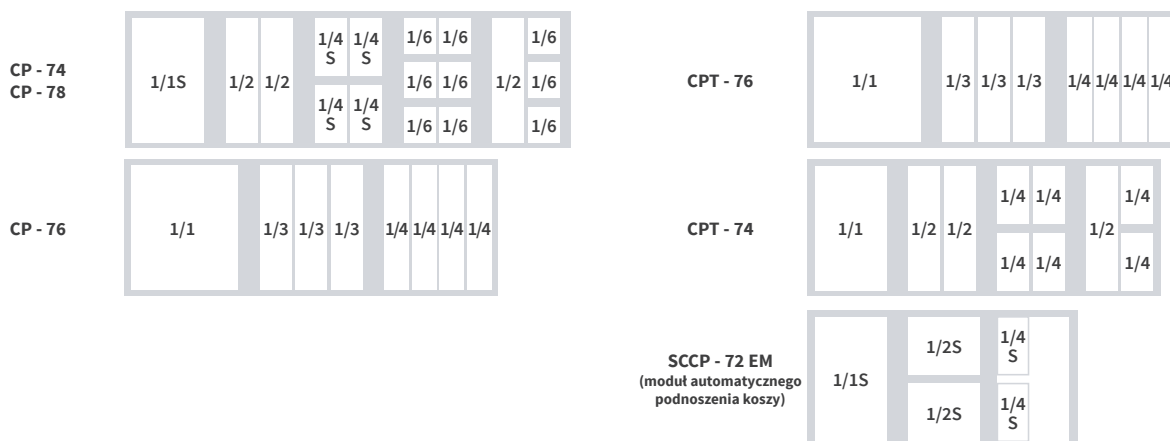 CP - 74
CP - 78
1/1S
1/2 1/2
1/4 1/4
S S
1/4 1/4
S S
1/6 1/6
1/6 1/6
1/6 1/6
1/2
1/6
1/6
1/6
CP - 76
1/1
1/3 1/3 1/3
1/4 1/4 1/4 1/4
CPT - 76
1/1
1/3 1/3 1/3
1/4 1/4 1/4 1/4
CPT - 74
1/1
1/2 1/2
1/4 1/4
1/4 1/4
1/2
1/4
1/4
SCCP - 72 EM
(moduł automatycznego
podnoszenia koszy)
1/1S
1/2S
1/2S
1/4
S
1/4
S